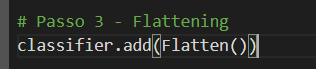 # Passo 3 - Flattening
classifier.add(Flatten())